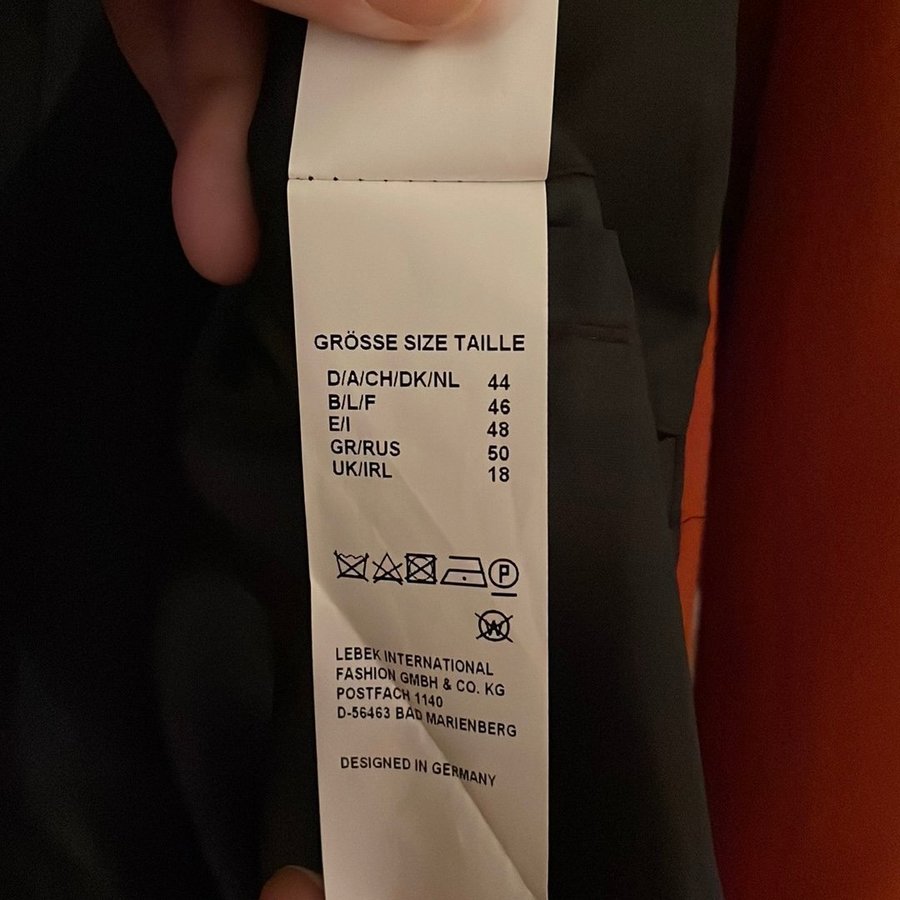 GRÖSSE SIZE TAILLE
D/A/CH/DK/NL 44
B/L/F 46
E/I 48
GR/RUS 50
UK/IRL 18
P
W
LEBEK INTERNATIONAL
FASHION GMBH & CO. KG
POSTFACH 1140
D-56463 BAD MARIENBERG
DESIGNED IN GERMANY